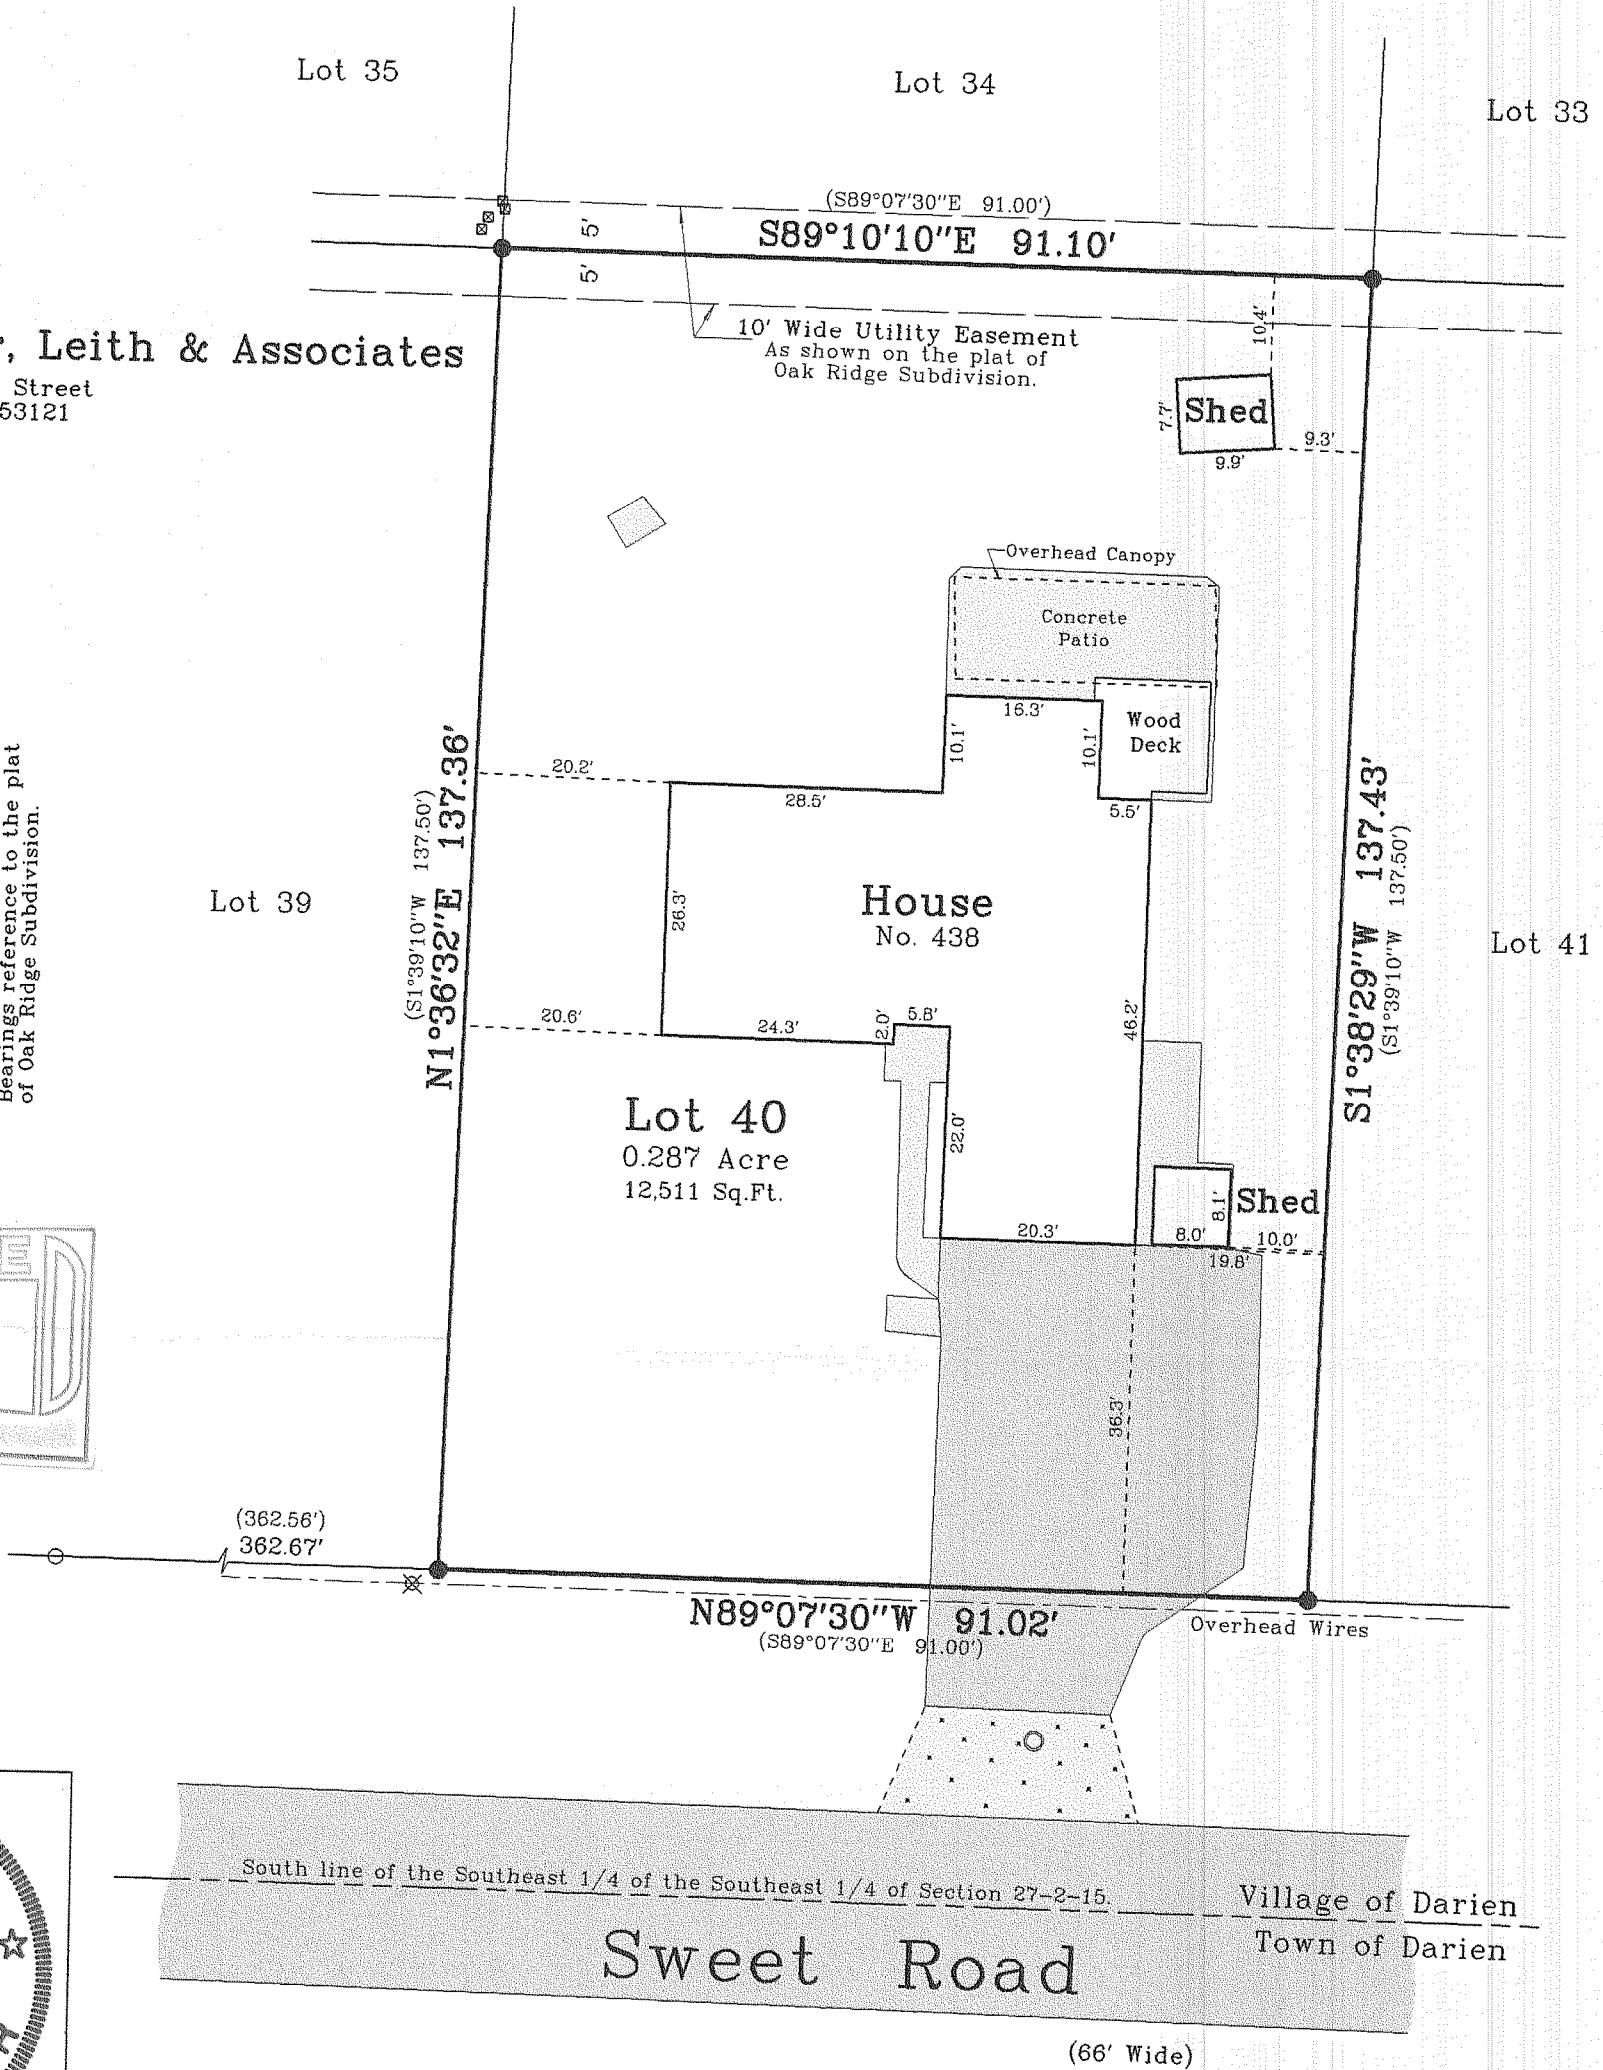 Lot 35
Lot 34
Lot 33
(S89°07'30"E 91.00')
S89°10'10"E 91.10'
5'
5'
10' Wide Utility Easement
As shown on the plat of
Oak Ridge Subdivision.
10.4'
, Leith & Associates
Street
53121
Shed
7.7'
9.9'
9.3'
Overhead Canopy
Concrete
Patio
16.3'
10.1'
10.1'
Wood
Deck
5.5'
20.2'
28.5'
N1°36'32"E 137.36'
(S1°39'10"W 137.50')
S1°38'29"W 137.43'
(S1°39'10"W 137.50')
Bearings reference to the plat
of Oak Ridge Subdivision.
Lot 39
26.3'
House
No. 438
Lot 41
46.2'
20.6'
24.3'
2.0'
5.8'
22.0'
Lot 40
0.287 Acre
12,511 Sq.Ft.
Shed
8.1'
8.0'
10.0'
19.8'
20.3'
36.3'
E
D
(362.56')
362.67'
N89°07'30"W 91.02'
(S89°07'30"E 91.00')
Overhead Wires
South line of the Southeast 1/4 of the Southeast 1/4 of Section 27-2-15.
Village of Darien
Town of Darien
Sweet Road
(66' Wide)